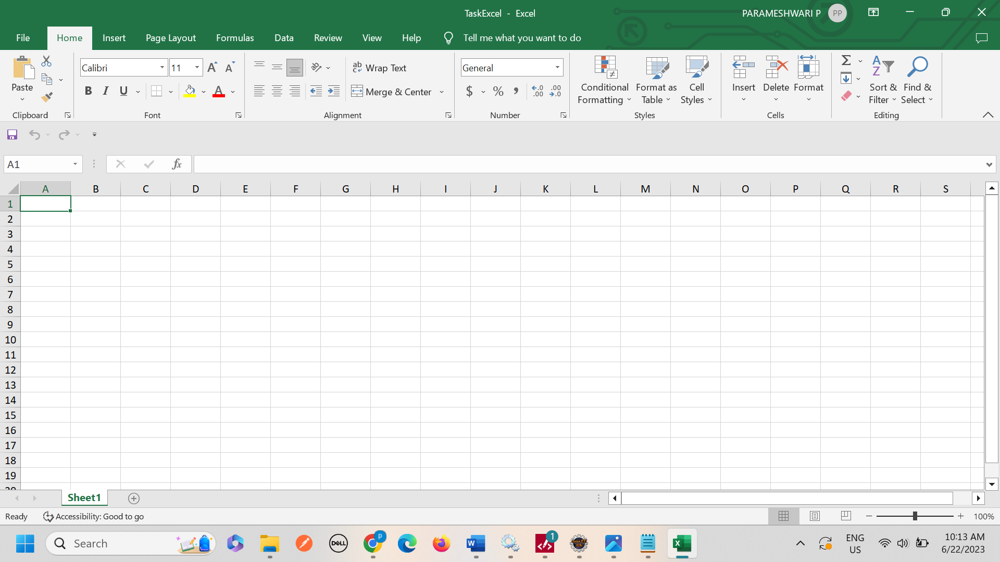 TaskExcel - Excel
PARAMESHWARI P
PP
File
Home
Insert
Page Layout
Formulas
Data
Review
View
Help
Tell me what you want to do
Paste
Clipboard
Calibri
11
A
A
B
I
U
A
Font
ab
Wrap Text
Merge & Center
Alignment
General
$
%
,
Number
Conditional
Formatting
Format as
Table
Cell
Styles
Styles
Insert
Delete
Format
Cells
Σ
Sort &
Filter
Find &
Select
Editing
A1
fx
A B C D E F G H I J K L M N O P Q R S
1
2
3
4
5
6
7
8
9
10
11
12
13
14
15
16
17
18
19
20
Sheet1
Ready
Accessibility: Good to go
100%
Search
DELL
1
ENG
US
10:13 AM
6/22/2023